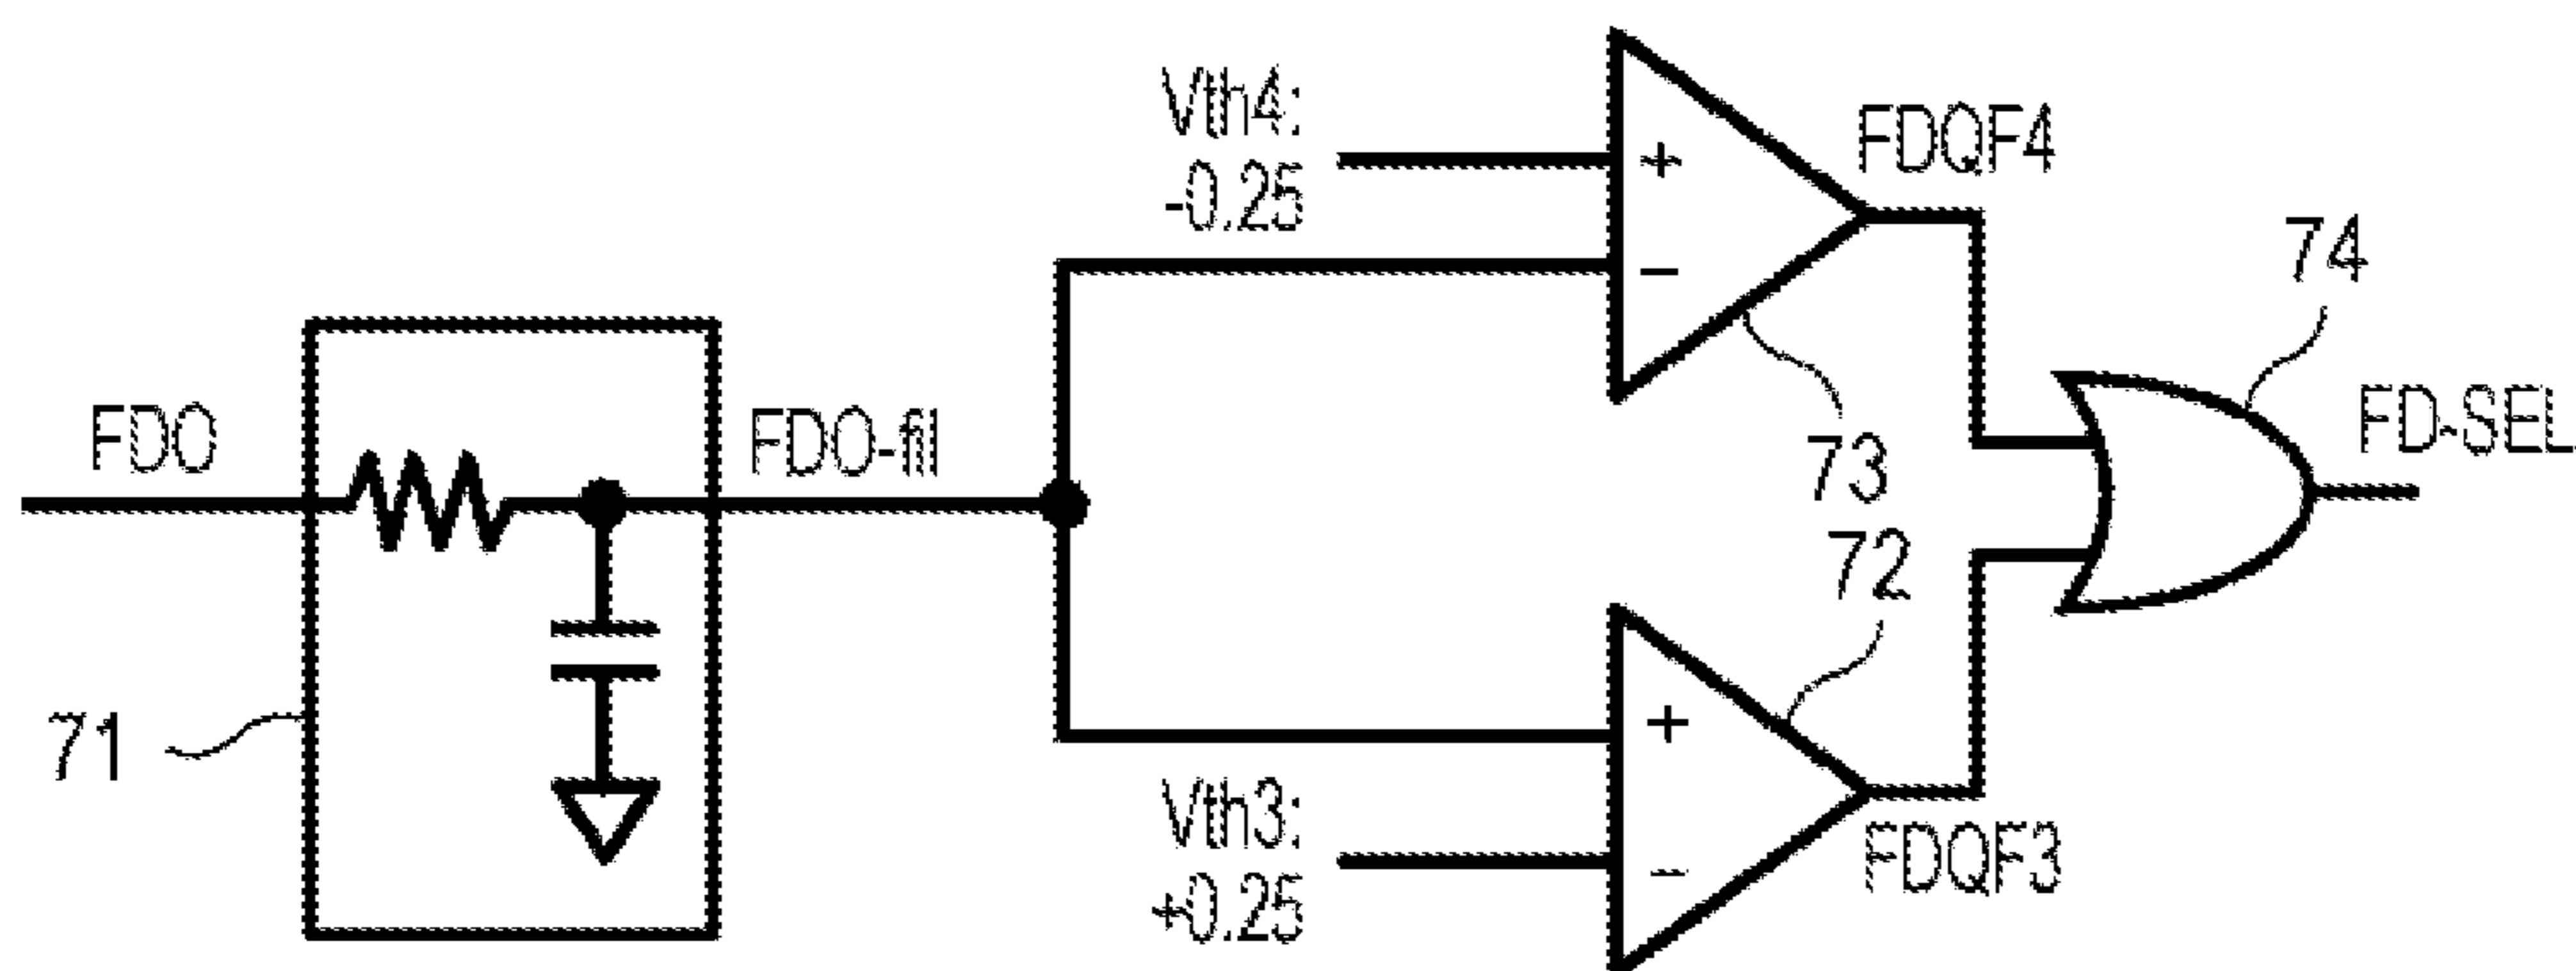 Vth4:
-0.25
+
−
FDQF4
73
74
FD-SEL
FDO
FDO-fil
71
72
+
−
Vth3:
+0.25
FDQF3